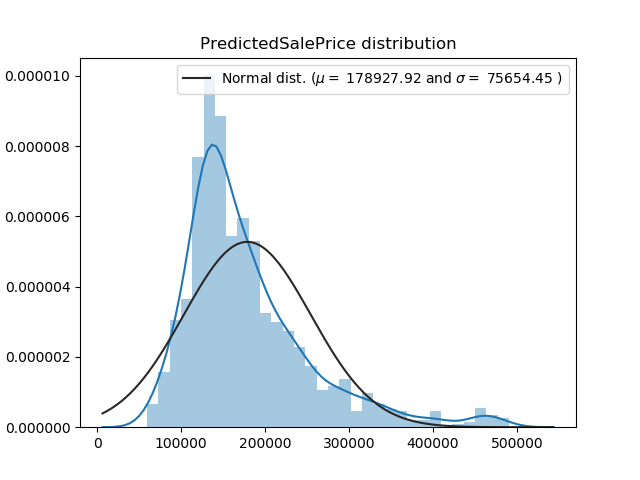 PredictedSalePrice distribution
Normal dist. (μ = 178927.92 and σ = 75654.45 )
0.000010
0.000008
0.000006
0.000004
0.000002
0.000000
0 100000 200000 300000 400000 500000